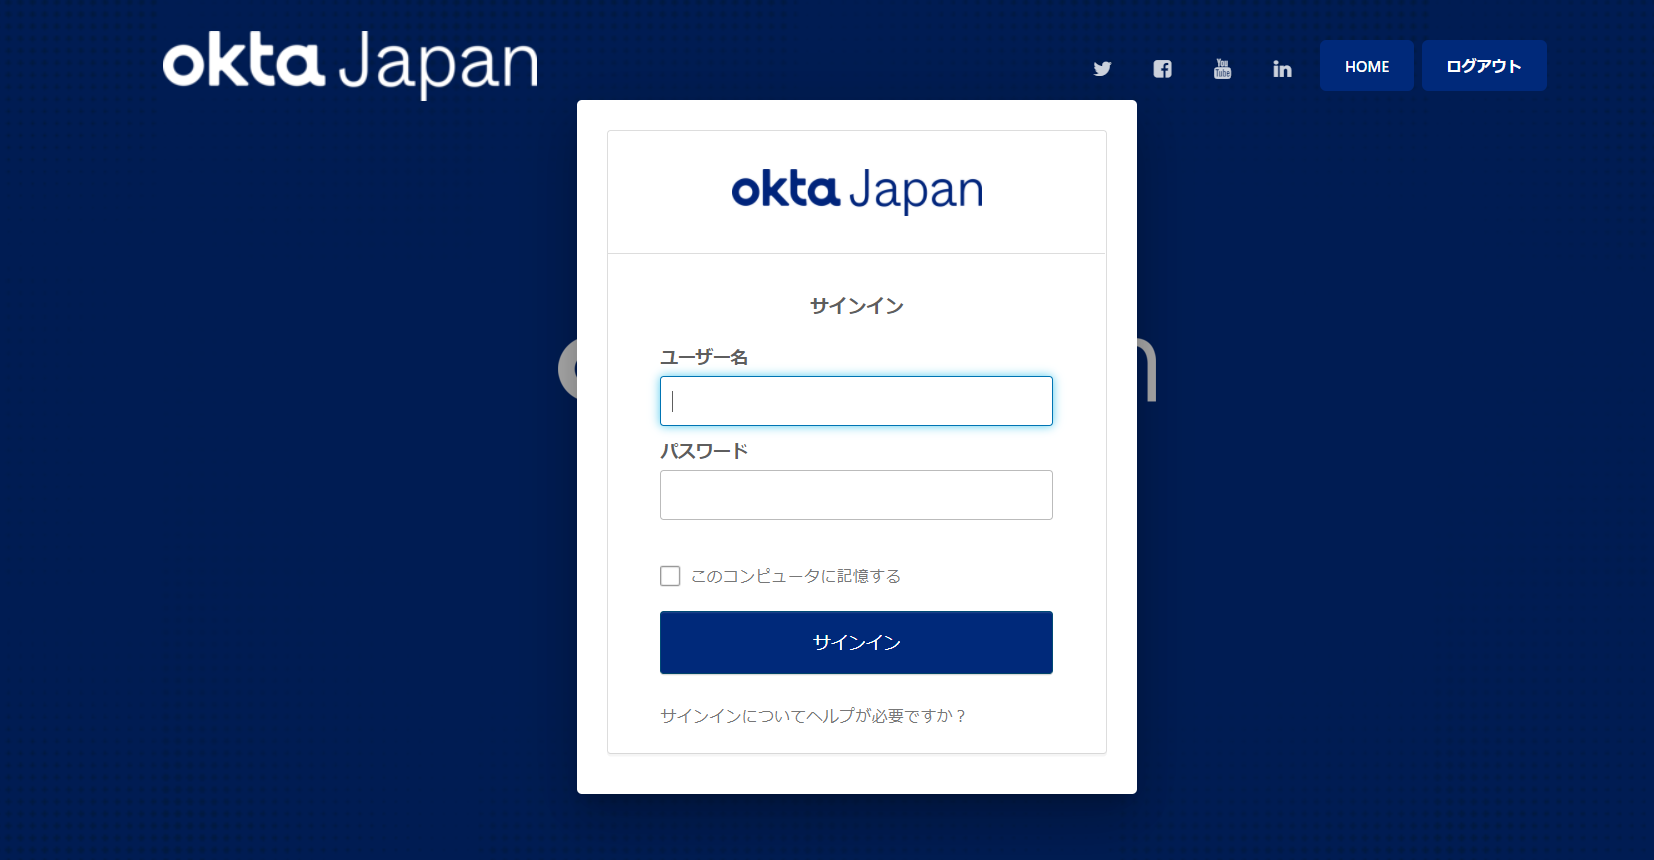 okta Japan
HOME
ログアウト
okta Japan
サインイン
ユーザー名
パスワード
このコンピュータに記憶する
サインイン
サインインについてヘルプが必要ですか？